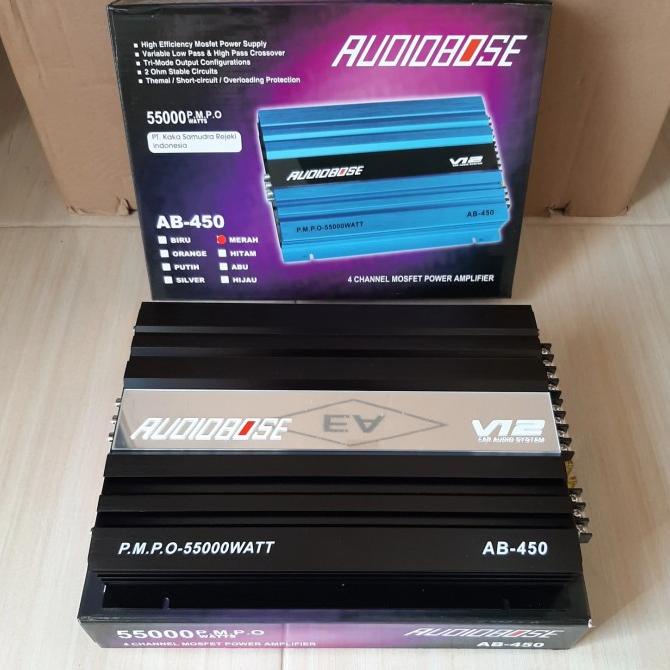 High Efficiency Mosfet Power Supply
Variable Low Pass & High Pass Crossover
Tri-Mode Output Configurations
2 Ohm Stable Circuits
Themal / Short-circuit / Overloading Protection
AUDIOBOSE
55000 P.M.P.O WATTS
PT. Kaka Samudra Rejeki
Indonesia
AUDIOBOSE
V12
P.M.P.O-55000WATT
AB-450
AB-450
BIRU MERAH
ORANGE HITAM
PUTIH ABU
SILVER HIJAU
4 CHANNEL MOSFET POWER AMPLIFIER
AUDIOBOSE
V12
EAR AUDIO SYSTEM
P.M.P.O-55000WATT
AB-450
55000 P.M.P.O WATTS
4 CHANNEL MOSFET POWER AMPLIFIER
AUDIOBOSE
AB-450